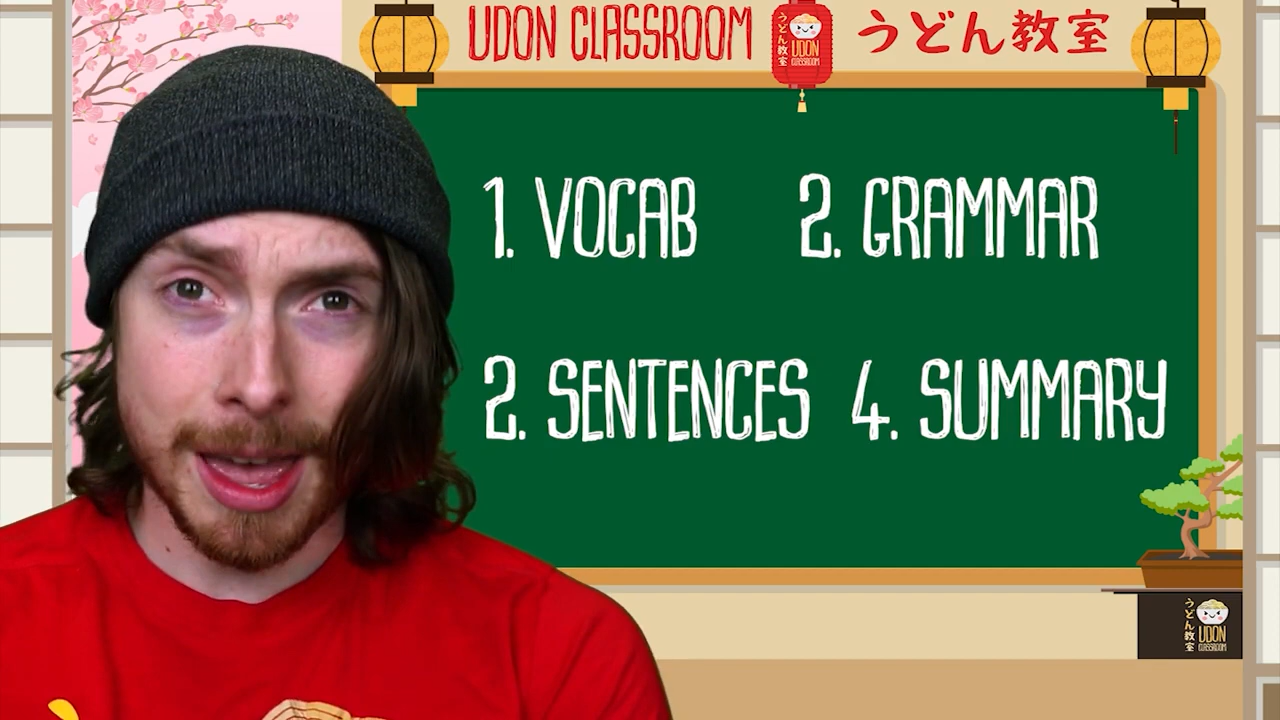 UDON CLASSROOM うどん教室
うどん教室 UDON CLASSROOM
1. VOCAB 2. GRAMMAR
2. SENTENCES 4. SUMMARY
うどん教室 UDON CLASSROOM